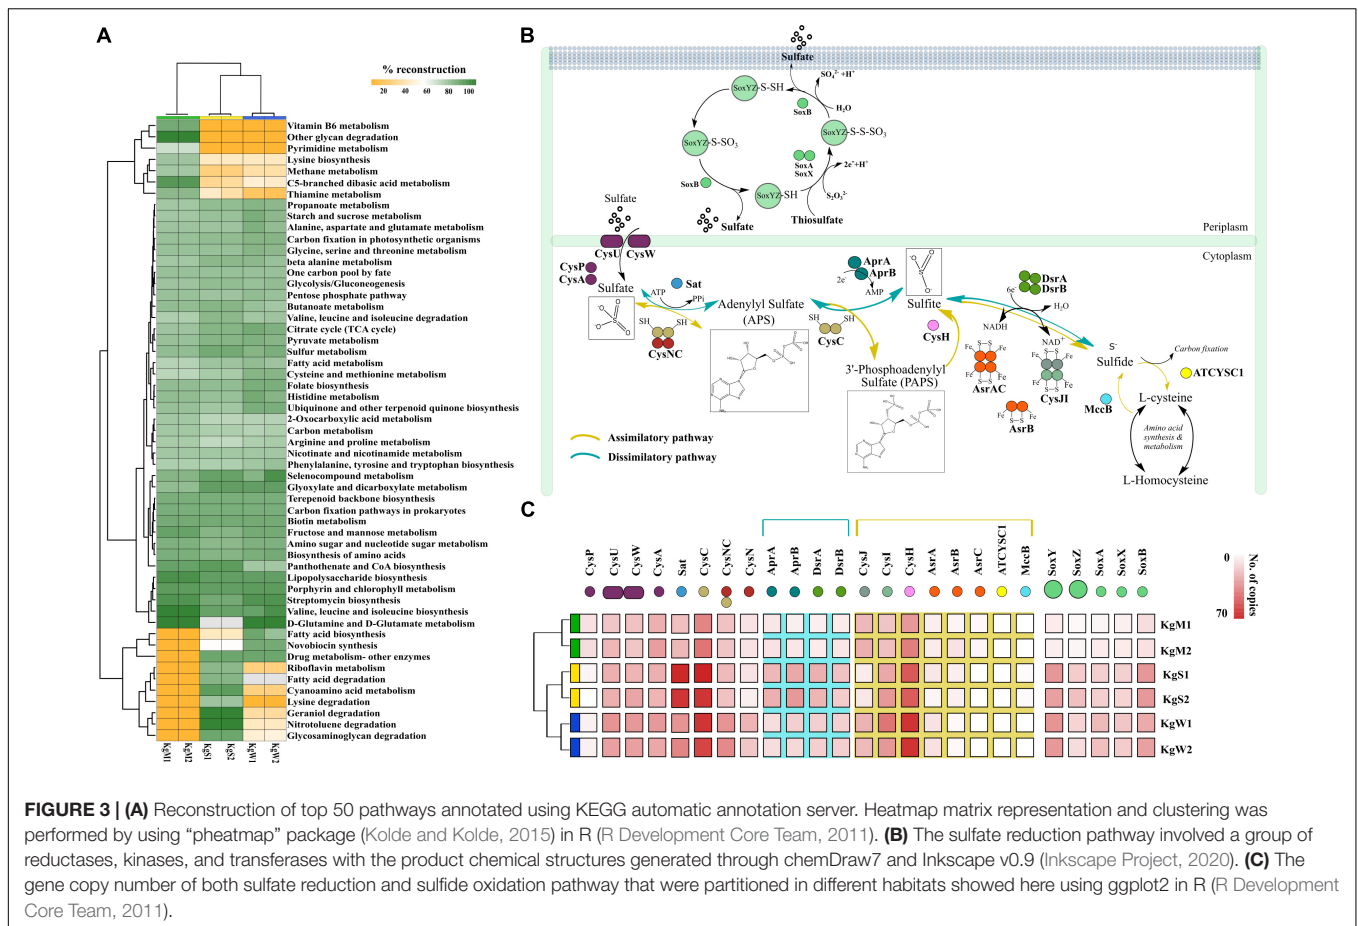 A
% reconstruction
20 40 60 80 100
Vitamin B6 metabolism
Other glycan degradation
Pyrimidine metabolism
Lysine biosynthesis
Methane metabolism
C5-branched dibasic acid metabolism
Thiamine metabolism
Propanoate metabolism
Starch and sucrose metabolism
Alanine, aspartate and glutamate metabolism
Carbon fixation in photosynthetic organisms
Glycine, serine and threonine metabolism
beta alanine metabolism
One carbon pool by fate
Glycolysis/Gluconeogenesis
Pentose phosphate pathway
Butanoate metabolism
Valine, leucine and isoleucine degradation
Citrate cycle (TCA cycle)
Pyruvate metabolism
Sulfur metabolism
Fatty acid metabolism
Cysteine and methionine metabolism
Folate biosynthesis
Histidine metabolism
Ubiquinone and other terpenoid quinone biosynthesis
2-Oxocarboxylic acid metabolism
Carbon metabolism
Arginine and proline metabolism
Nicotinate and nicotinamide metabolism
Phenylalanine, tyrosine and tryptophan biosynthesis
Selenocompound metabolism
Glyoxylate and dicarboxylate metabolism
Terepenoid backbone biosynthesis
Carbon fixation pathways in prokaryotes
Biotin metabolism
Fructose and mannose metabolism
Amino sugar and nucleotide sugar metabolism
Biosynthesis of amino acids
Panthothenate and CoA biosynthesis
Lipopolysaccharide biosynthesis
Porphyrin and chlorophyll metabolism
Streptomycin biosynthesis
Valine, leucine and isoleucine biosynthesis
D-Glutamine and D-Glutamate metabolism
Fatty acid biosynthesis
Novobiocin synthesis
Drug metabolism- other enzymes
Riboflavin metabolism
Fatty acid degradation
Cyanoamino acid metabolism
Lysine degradation
Geraniol degradation
Nitrotoluene degradation
Glycosaminoglycan degradation
KgM1 KgM2 KgS1 KgS2 KgW1 KgW2
B
Sulfate
SO₄²⁻ +H⁺
SoxYZ-S-SH
SoxB
H₂O
SoxYZ-S-S-SO₃
SoxYZ-S-SO₃
SoxA
SoxX
2e⁻+H⁺
SoxB
SoxYZ-SH
S₂O₃²⁻
Sulfate
Thiosulfate
Sulfate
Periplasm
Cytoplasm
CysU CysW
CysP
CysA
Sulfate
ATP
Sat
PPi
SH SH
CysNC
Adenylyl Sulfate
(APS)
AprA
AprB
2e⁻
AMP
SH SH
CysC
Sulfite
CysH
3'-Phosphoadenylyl
Sulfate (PAPS)
DsrA
DsrB
6e⁻
H₂O
NADH
NAD⁺
AsrAC
CysJI
AsrB
S⁻
Sulfide
Carbon fixation
ATCYSC1
MccB
L-cysteine
Amino acid
synthesis &
metabolism
L-Homocysteine
Assimilatory pathway
Dissimilatory pathway
C
CysP CysU CysW CysA Sat CysC CysNC CysN AprA AprB DsrA DsrB CysJ CysI CysH AsrA AsrB AsrC ATCYSC1 MccB SoxY SoxZ SoxA SoxX SoxB
0
70
No. of copies
KgM1
KgM2
KgS1
KgS2
KgW1
KgW2
FIGURE 3 | (A) Reconstruction of top 50 pathways annotated using KEGG automatic annotation server. Heatmap matrix representation and clustering was
performed by using “pheatmap” package (Kolde and Kolde, 2015) in R (R Development Core Team, 2011). (B) The sulfate reduction pathway involved a group of
reductases, kinases, and transferases with the product chemical structures generated through chemDraw7 and Inkscape v0.9 (Inkscape Project, 2020). (C) The
gene copy number of both sulfate reduction and sulfide oxidation pathway that were partitioned in different habitats showed here using ggplot2 in R (R Development
Core Team, 2011).